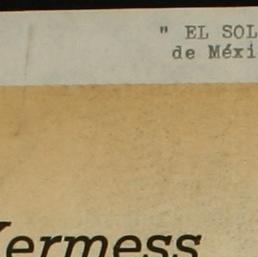 " EL SOL
de Méxi
Kermess